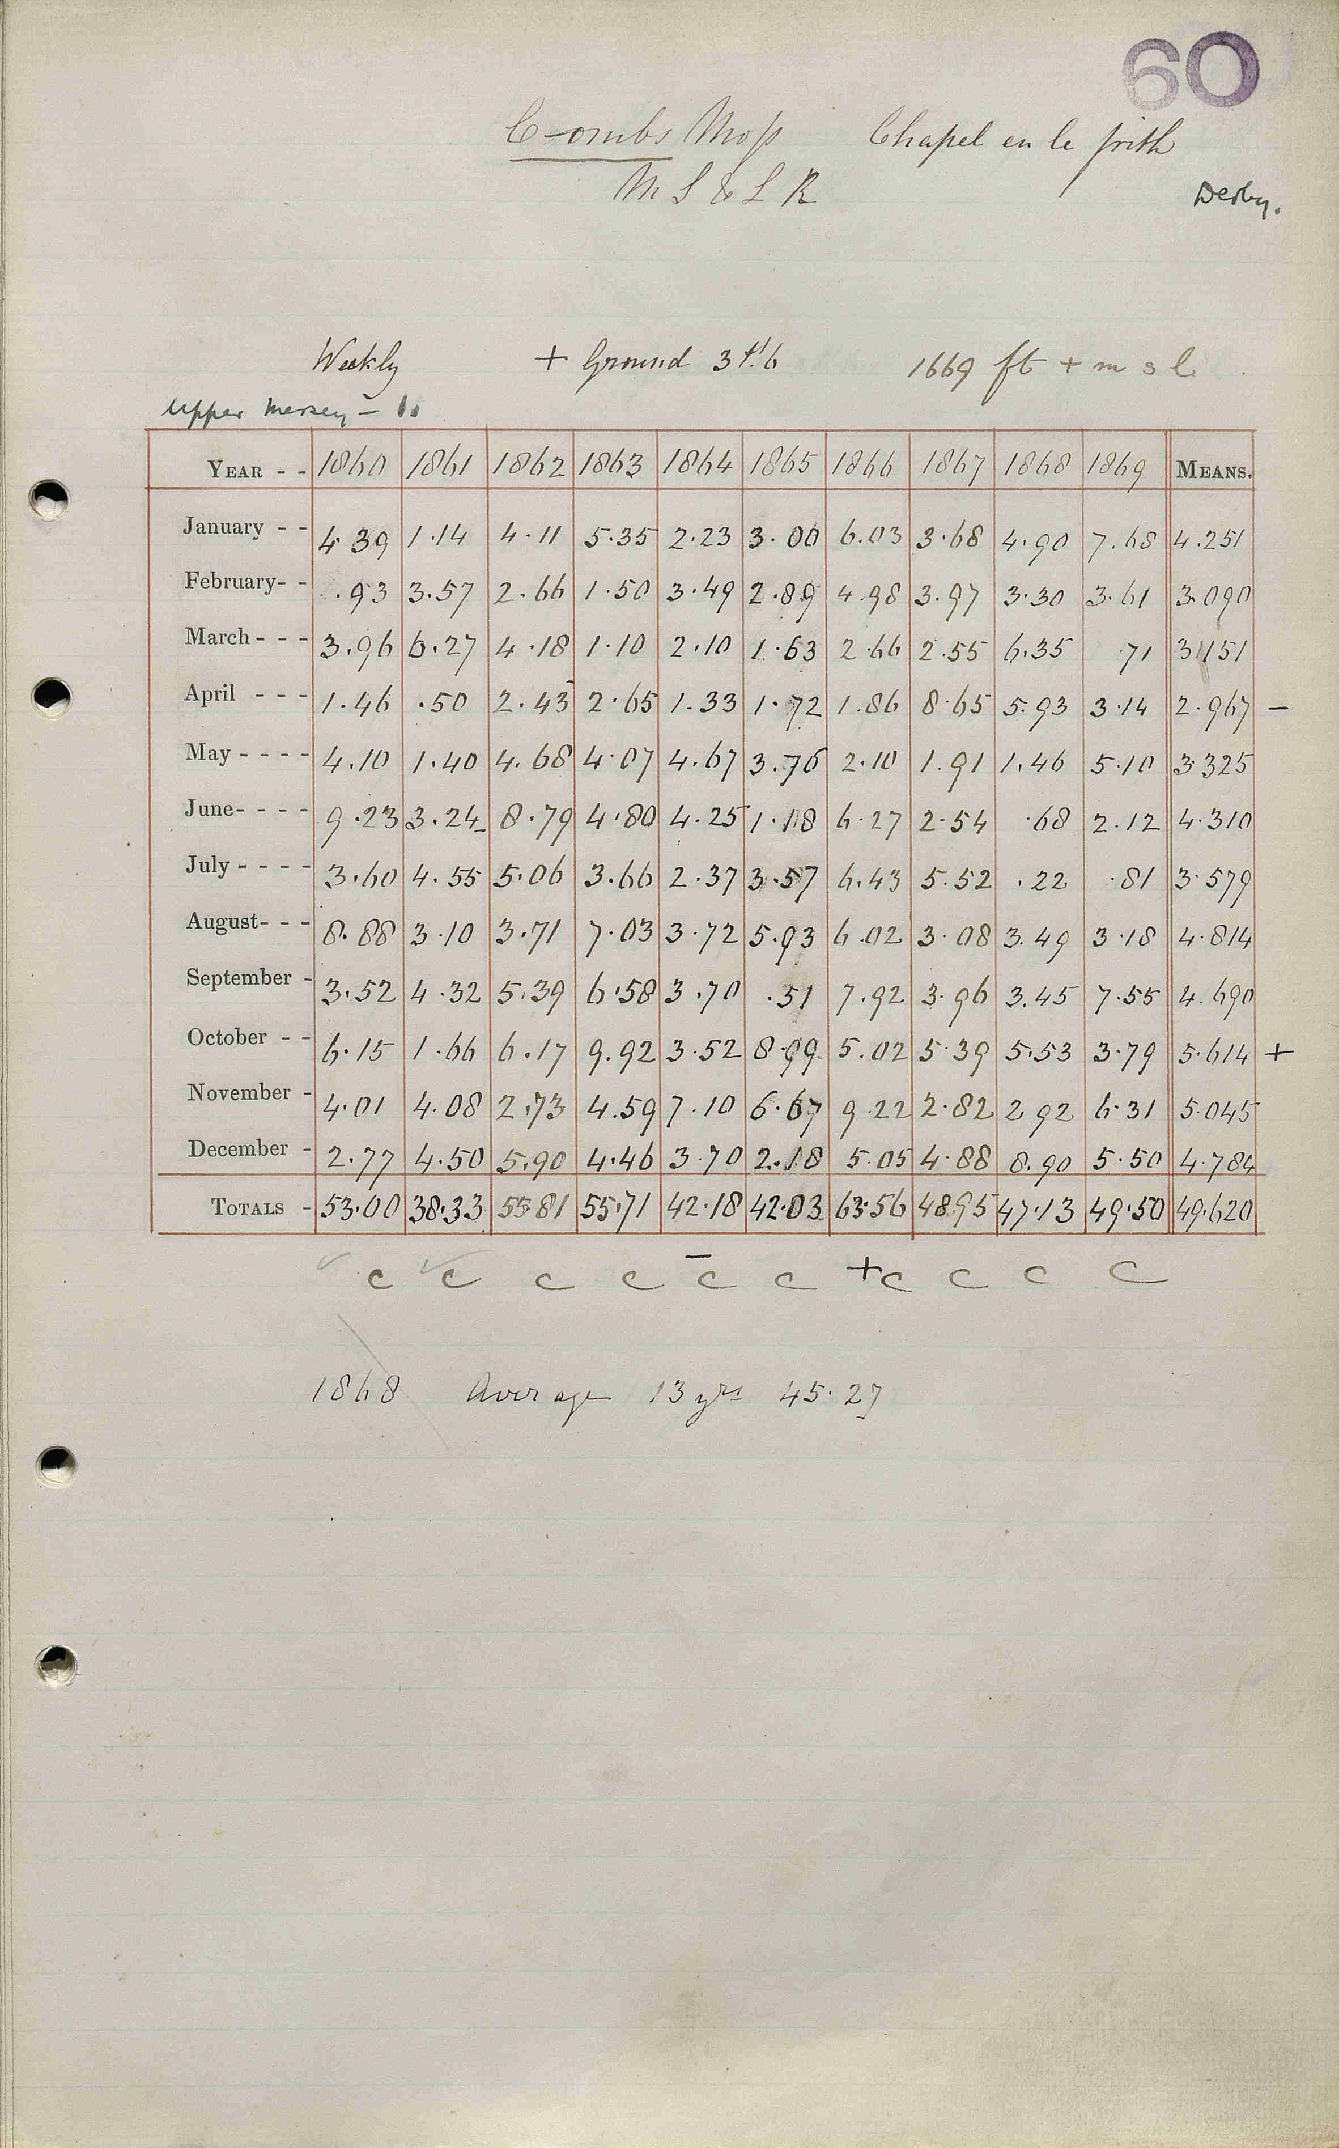 60
Combs Moss Chapel en le frith
M S & L R
Derby.
Weekly + Ground 3 ft. 6 1669 ft + m s l
Upper Mersey – 11
YEAR - - 1860 1861 1862 1863 1864 1865 1866 1867 1868 1869 MEANS.
January - - 4.39 1.14 4.11 5.35 2.23 3.00 6.03 3.68 4.90 7.68 4.251
February- - .93 3.57 2.66 1.50 3.49 2.89 4.98 3.97 3.30 3.61 3.090
March - - - 3.96 6.27 4.18 1.10 2.10 1.63 2.66 2.55 6.35 71 3.151
April - - - 1.46 .50 2.43 2.65 1.33 1.72 1.86 8.65 5.93 3.14 2.967 –
May - - - - 4.10 1.40 4.68 4.07 4.67 3.76 2.10 1.91 1.46 5.10 3.325
June- - - - 9.23 3.24 8.79 4.80 4.25 1.18 6.27 2.54 .68 2.12 4.310
July - - - - 3.60 4.55 5.06 3.66 2.37 3.57 6.43 5.52 .22 .81 3.579
August- - - 8.88 3.10 3.71 7.03 3.72 5.93 6.02 3.08 3.49 3.18 4.814
September - 3.52 4.32 5.39 6.58 3.70 .51 7.92 3.96 3.45 7.55 4.690
October - - 6.15 1.66 6.17 9.92 3.52 8.99 5.02 5.39 5.53 3.79 5.614 +
November - 4.01 4.08 2.73 4.59 7.10 6.67 9.22 2.82 2.92 6.31 5.045
December - 2.77 4.50 5.90 4.46 3.70 2.18 5.05 4.88 8.90 5.50 4.784
TOTALS - 53.00 38.33 55.81 55.71 42.18 42.03 63.56 48.95 47.13 49.50 49.620
c c c c – c c + c c c c
1868 Average 13 yrs 45.27